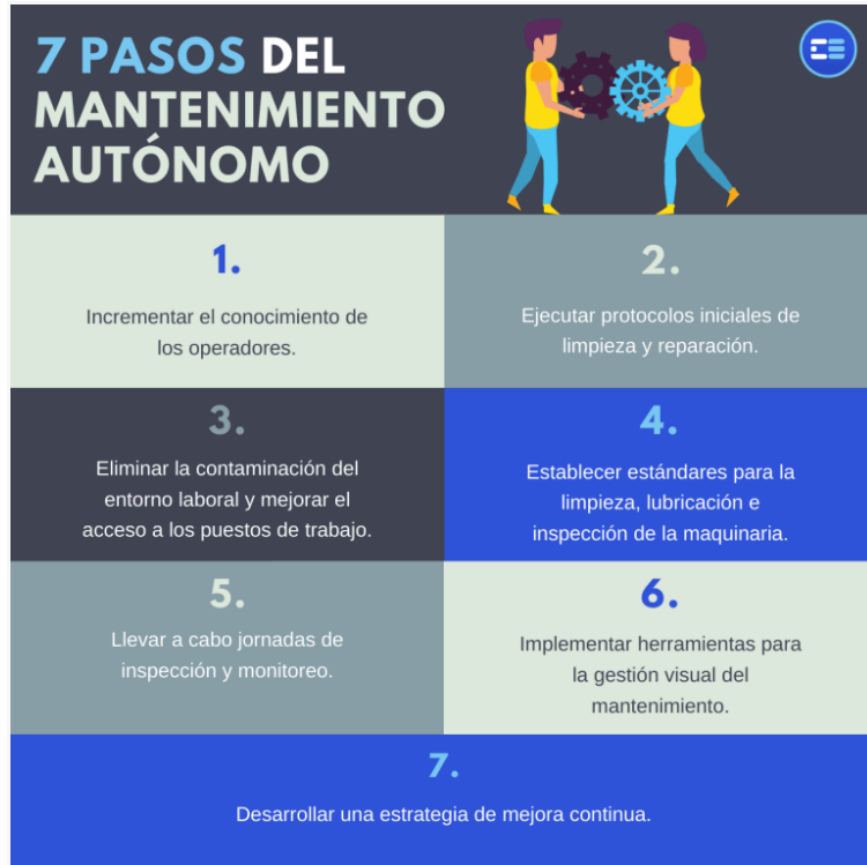 7 PASOS DEL
MANTENIMIENTO
AUTÓNOMO
1.
Incrementar el conocimiento de
los operadores.
2.
Ejecutar protocolos iniciales de
limpieza y reparación.
3.
Eliminar la contaminación del
entorno laboral y mejorar el
acceso a los puestos de trabajo.
4.
Establecer estándares para la
limpieza, lubricación e
inspección de la maquinaria.
5.
Llevar a cabo jornadas de
inspección y monitoreo.
6.
Implementar herramientas para
la gestión visual del
mantenimiento.
7.
Desarrollar una estrategia de mejora continua.